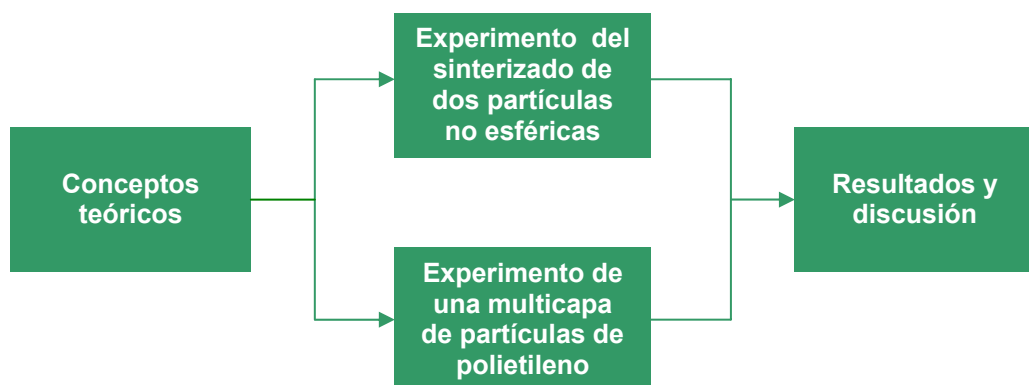 Conceptos
teóricos
Experimento del
sinterizado de
dos partículas
no esféricas
Experimento de
una multicapa
de partículas de
polietileno
Resultados y
discusión